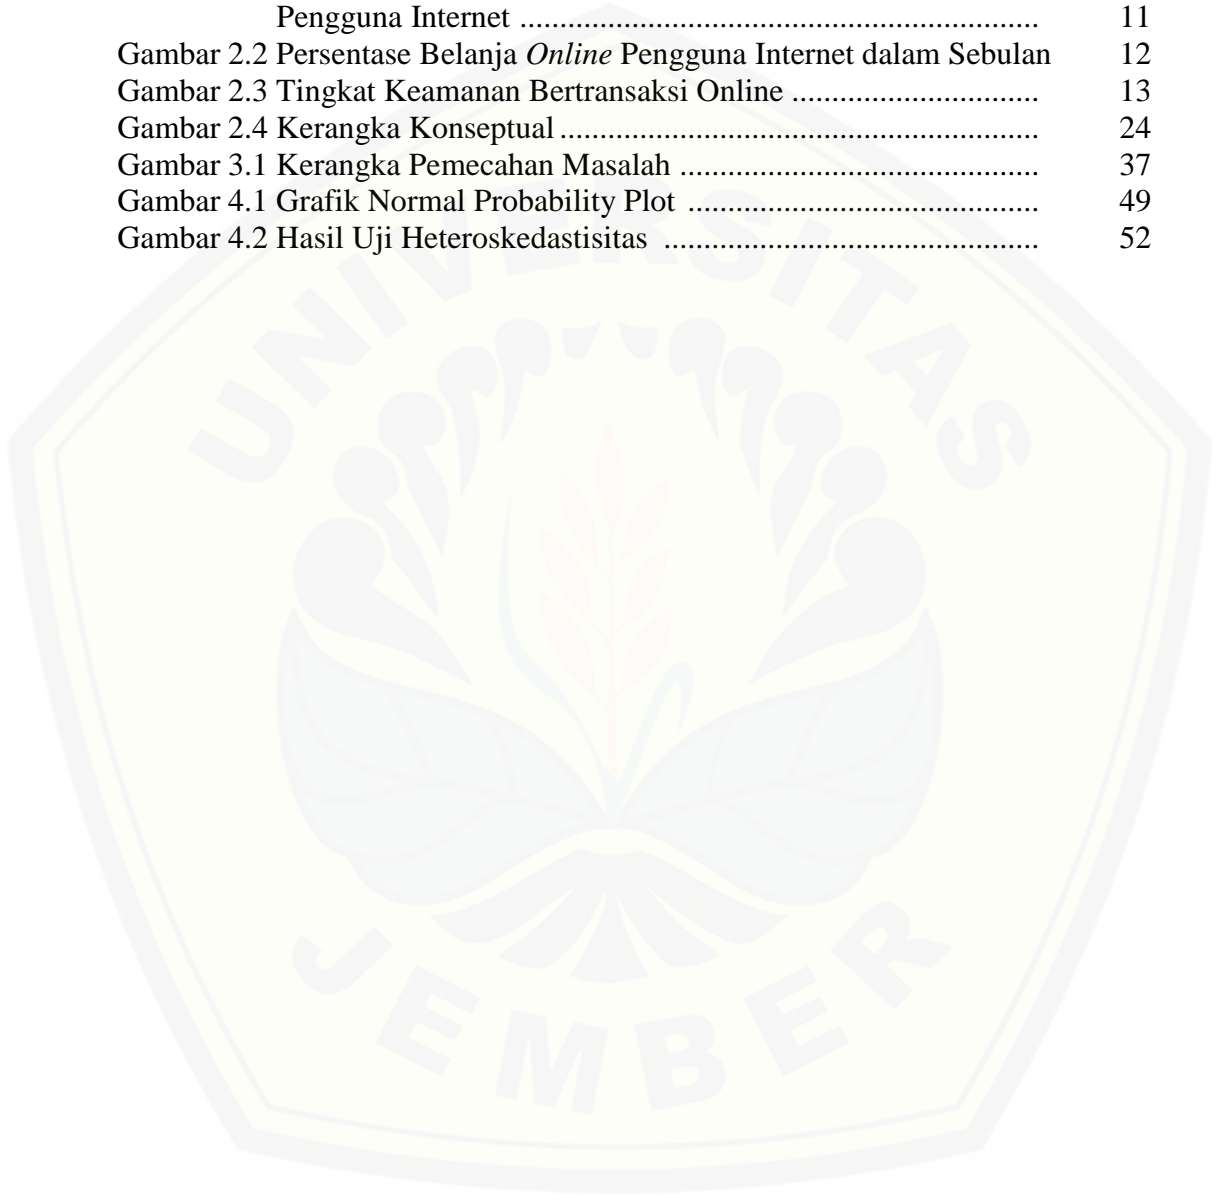 Pengguna Internet ................................................................ 11
Gambar 2.2 Persentase Belanja Online Pengguna Internet dalam Sebulan 12
Gambar 2.3 Tingkat Keamanan Bertransaksi Online ............................... 13
Gambar 2.4 Kerangka Konseptual ........................................................... 24
Gambar 3.1 Kerangka Pemecahan Masalah ............................................ 37
Gambar 4.1 Grafik Normal Probability Plot ........................................... 49
Gambar 4.2 Hasil Uji Heteroskedastisitas .............................................. 52
UNIVERSITAS
JEMBER